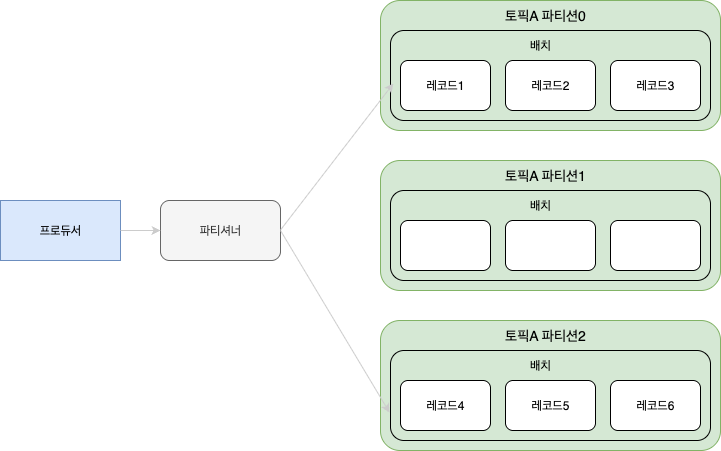 토픽A 파티션0
배치
레코드1 레코드2 레코드3
토픽A 파티션1
배치
프로듀서 파티셔너
토픽A 파티션2
배치
레코드4 레코드5 레코드6